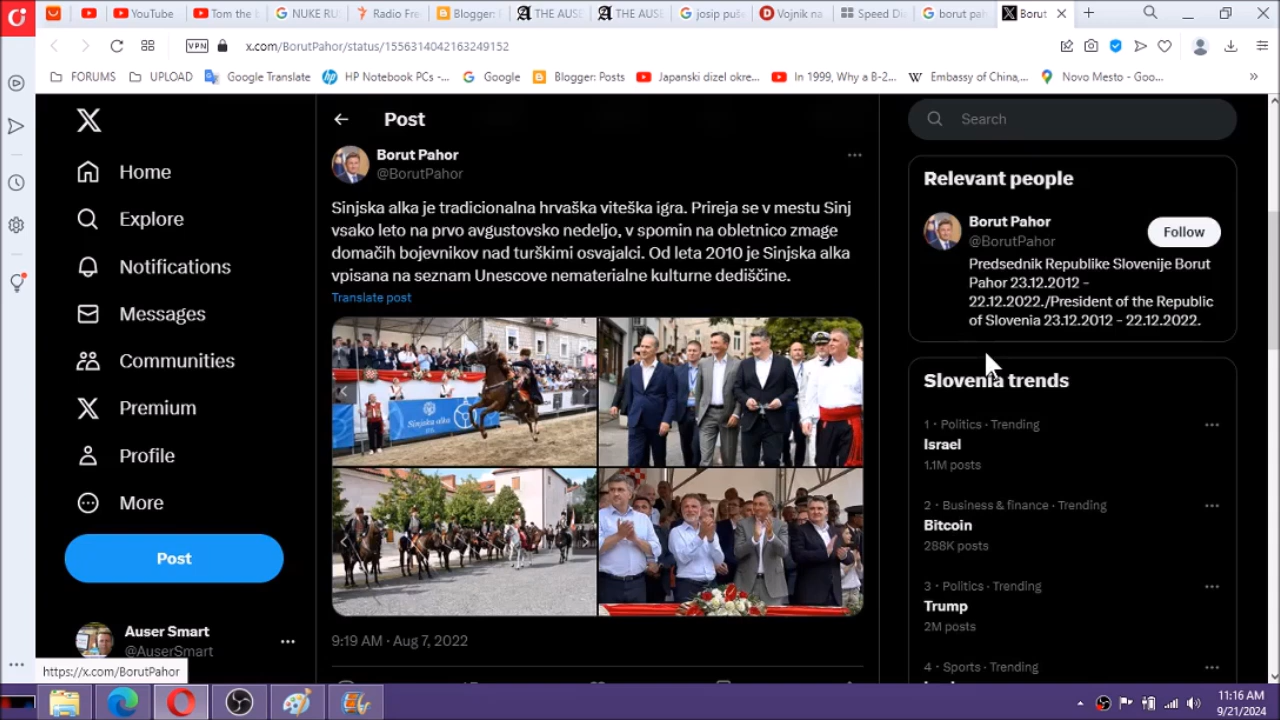 YouTube
Tom the b
NUKE RU
Radio Fre
Blogger: E
THE AUSE
THE AUSE
josip puše
Vojnik na
Speed Di
borut pah
Borut
VPN
x.com/BorutPahor/status/1556314042163249152
FORUMS
UPLOAD
Google Translate
HP Notebook PCs -...
Google
Blogger: Posts
Japanski dizel okre...
In 1999, Why a B-2...
Embassy of China,...
Novo Mesto - Goo...
Home
Explore
Notifications
Messages
Communities
Premium
Profile
More
Post
Auser Smart
@AuserSmart
https://x.com/BorutPahor
Post
Borut Pahor
@BorutPahor
Sinjska alka je tradicionalna hrvaška viteška igra. Prireja se v mestu Sinj
vsako leto na prvo avgustovsko nedeljo, v spomin na obletnico zmage
domačih bojevnikov nad turškimi osvajalci. Od leta 2010 je Sinjska alka
vpisana na seznam Unescove nematerialne kulturne dediščine.
Translate post
Sinjska alka
9:19 AM · Aug 7, 2022
Search
Relevant people
Borut Pahor
@BorutPahor
Follow
Predsednik Republike Slovenije Borut
Pahor 23.12.2012 -
22.12.2022./President of the Republic
of Slovenia 23.12.2012 - 22.12.2022.
Slovenia trends
1 · Politics · Trending
Israel
1.1M posts
2 · Business & finance · Trending
Bitcoin
288K posts
3 · Politics · Trending
Trump
2M posts
4 · Sports · Trending
11:16 AM
9/21/2024